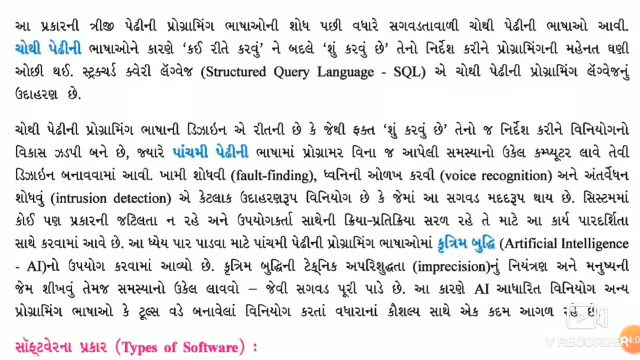 આ પ્રકારની ત્રીજી પેઢીની પ્રોગ્રામિંગ ભાષાઓની શોધ પછી વધારે સગવડતાવાળી ચોથી પેઢીની ભાષાઓ આવી.
ચોથી પેઢીની ભાષાઓને કારણે ‘કઈ રીતે કરવું’ ને બદલે ‘શું કરવું છે’ તેનો નિર્દેશ કરીને પ્રોગ્રામિંગની મહેનત ઘણી
ઓછી થઈ. સ્ટ્રક્ચર્ડ ક્વેરી લૅંગ્વેજ (Structured Query Language - SQL) એ ચોથી પેઢીની પ્રોગ્રામિંગ લૅંગ્વેજનું
ઉદાહરણ છે.
ચોથી પેઢીની પ્રોગ્રામિંગ ભાષાની ડિઝાઇન એ રીતની છે કે જેથી ફક્ત ‘શું કરવું છે’ તેનો જ નિર્દેશ કરીને વિનિયોગનો
વિકાસ ઝડપી બને છે, જ્યારે પાંચમી પેઢીની ભાષામાં પ્રોગ્રામર વિના જ આપેલી સમસ્યાનો ઉકેલ કમ્પ્યૂટર લાવે તેવી
ડિઝાઇન બનાવવામાં આવી. ખામી શોધવી (fault-finding), ધ્વનિની ઓળખ કરવી (voice recognition) અને અંતર્વેધન
શોધવું (intrusion detection) એ કેટલાક ઉદાહરણરૂપ વિનિયોગ છે કે જેમાં આ સગવડ મદદરૂપ થાય છે. સિસ્ટમમાં
કોઈ પણ પ્રકારની જટિલતા ન રહે અને ઉપયોગકર્તા સાથેની ક્રિયા-પ્રતિક્રિયા સરળ રહે તે માટે આ કાર્ય પારદર્શિતા
સાથે કરવામાં આવે છે. આ ધ્યેય પાર પાડવા માટે પાંચમી પેઢીની પ્રોગ્રામિંગ ભાષાઓમાં કૃત્રિમ બુદ્ધિ (Artificial Intelligence
- AI)નો ઉપયોગ કરવામાં આવ્યો છે. કૃત્રિમ બુદ્ધિની ટેક્નિક અપરિશુદ્ધતા (imprecision)નું નિયંત્રણ અને મનુષ્યની
જેમ શીખવું તેમજ સમસ્યાનો ઉકેલ લાવવો – જેવી સગવડ પૂરી પાડે છે. આ કારણે AI આધારિત વિનિયોગ અન્ય
પ્રોગ્રામિંગ ભાષાઓ કે ટૂલ્સ વડે બનાવેલાં વિનિયોગ કરતાં વધારાનાં કૌશલ્ય સાથે એક કદમ આગળ રહે છે.
V RECORDER
સૉફ્ટવેરના પ્રકાર (Types of Software) :